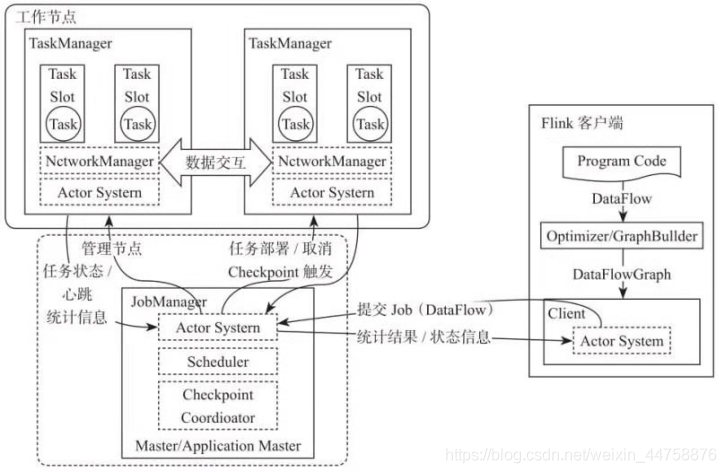 工作节点
TaskManager
Task
Slot
Task
Task
Slot
Task
NctworkManager
Actor System
数据交互
TaskManager
Task
Slot
Task
Task
Slot
Task
NctworkManager
Actor System
管理节点
任务状态 /
心跳
统计信息
任务部署 / 取消
Checkpoint 触发
JobManager
Actor Systern
Scheduler
Checkpoint
Coordioator
Master/Application Master
提交 Job（DataFlow）
统计结果 / 状态信息
Flink 客户端
Program Code
DataFlow
Optimizer/GraphBullder
DataFlowGraph
Client
Actor System
https://blog.csdn.net/weixin_44758876